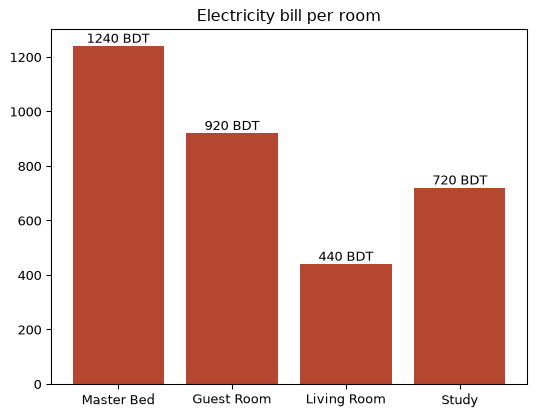 Electricity bill per room
1240 BDT
920 BDT
440 BDT
720 BDT
1200
1000
800
600
400
200
0
Master Bed
Guest Room
Living Room
Study